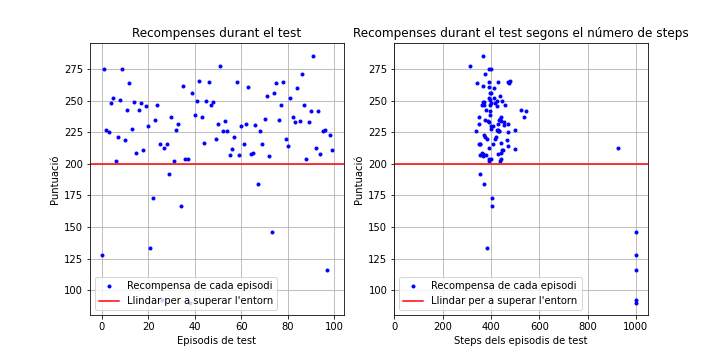 Recompenses durant el test
275
250
225
200
175
150
125
100
Puntuació
Recompensa de cada episodi
Llindar per a superar l'entorn
0
20
40
60
80
100
Episodis de test
Recompenses durant el test segons el número de steps
275
250
225
200
175
150
125
100
Puntuació
Recompensa de cada episodi
Llindar per a superar l'entorn
0
200
400
600
800
1000
Steps dels episodis de test